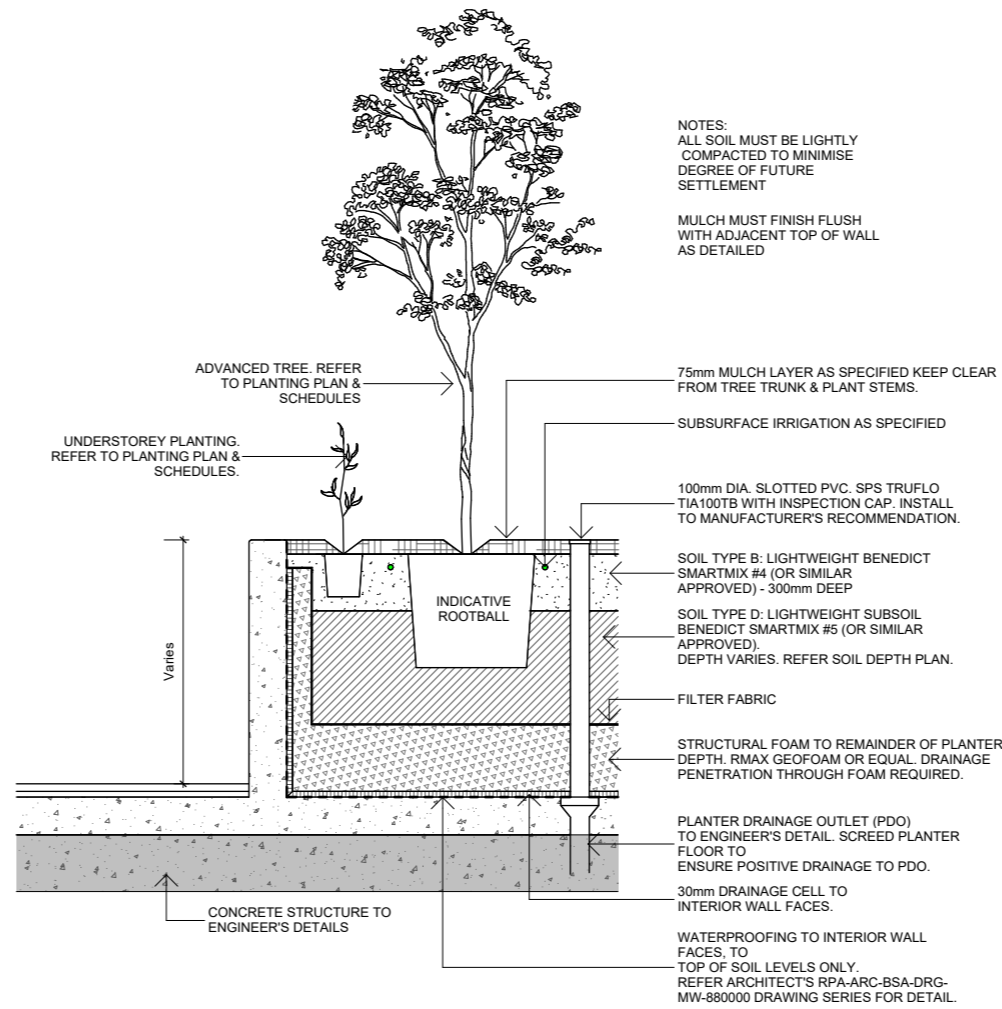 NOTES:
ALL SOIL MUST BE LIGHTLY
COMPACTED TO MINIMISE
DEGREE OF FUTURE
SETTLEMENT
MULCH MUST FINISH FLUSH
WITH ADJACENT TOP OF WALL
AS DETAILED
ADVANCED TREE. REFER
TO PLANTING PLAN &
SCHEDULES
UNDERSTOREY PLANTING.
REFER TO PLANTING PLAN &
SCHEDULES.
75mm MULCH LAYER AS SPECIFIED KEEP CLEAR
FROM TREE TRUNK & PLANT STEMS.
SUBSURFACE IRRIGATION AS SPECIFIED
100mm DIA. SLOTTED PVC. SPS TRUFLO
TIA100TB WITH INSPECTION CAP. INSTALL
TO MANUFACTURER'S RECOMMENDATION.
SOIL TYPE B: LIGHTWEIGHT BENEDICT
SMARTMIX #4 (OR SIMILAR
APPROVED) - 300mm DEEP
INDICATIVE
ROOTBALL
SOIL TYPE D: LIGHTWEIGHT SUBSOIL
BENEDICT SMARTMIX #5 (OR SIMILAR
APPROVED).
DEPTH VARIES. REFER SOIL DEPTH PLAN.
Varies
FILTER FABRIC
STRUCTURAL FOAM TO REMAINDER OF PLANTER
DEPTH. RMAX GEOFOAM OR EQUAL. DRAINAGE
PENETRATION THROUGH FOAM REQUIRED.
PLANTER DRAINAGE OUTLET (PDO)
TO ENGINEER'S DETAIL. SCREED PLANTER
FLOOR TO
ENSURE POSITIVE DRAINAGE TO PDO.
30mm DRAINAGE CELL TO
INTERIOR WALL FACES.
CONCRETE STRUCTURE TO
ENGINEER'S DETAILS
WATERPROOFING TO INTERIOR WALL
FACES, TO
TOP OF SOIL LEVELS ONLY.
REFER ARCHITECT'S RPA-ARC-BSA-DRG-
MW-880000 DRAWING SERIES FOR DETAIL.